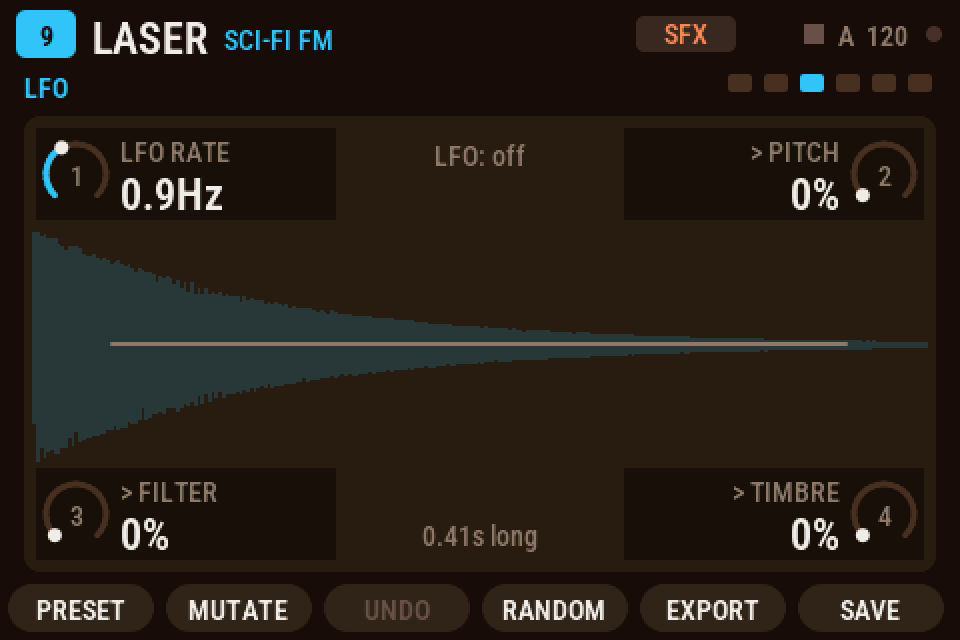 9 LASER SCI-FI FM SFX A 120
LFO
1 LFO RATE
0.9Hz
LFO: off
> PITCH 2
0%
3 > FILTER
0%
0.41s long
> TIMBRE 4
0%
PRESET MUTATE UNDO RANDOM EXPORT SAVE